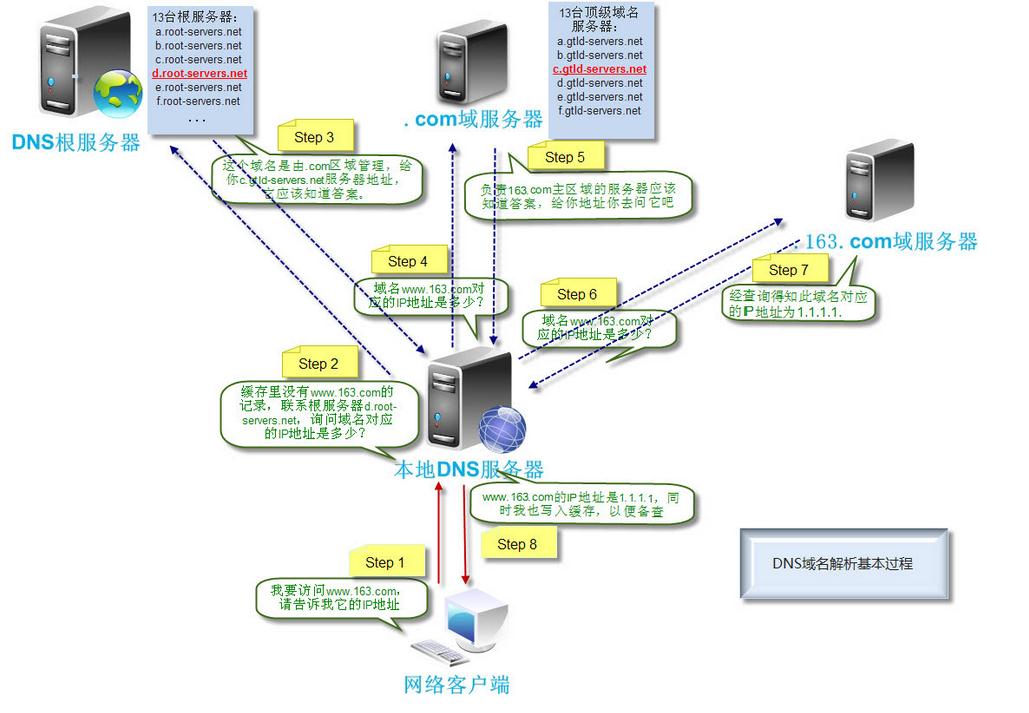 13台根服务器:
a.root-servers.net
b.root-servers.net
c.root-servers.net
d.root-servers.net
e.root-servers.net
f.root-servers.net
...
DNS根服务器
13台顶级域名
服务器:
a.gtld-servers.net
b.gtld-servers.net
c.gtld-servers.net
d.gtld-servers.net
e.gtld-servers.net
f.gtld-servers.net
.com域服务器
Step 3
这个域名是由.com区域管理，给
你c.gtld-servers.net服务器地址，
它应该知道答案。
Step 5
负责163.com主区域的服务器应该
知道答案，给你地址你去问它吧
.163.com域服务器
Step 4
域名www.163.com对
应的IP地址是多少？
Step 6
域名www.163.com对
应的IP地址是多少？
Step 7
经查询得知此域名对应
的IP地址为1.1.1.1.
Step 2
缓存里没有www.163.com的
记录，联系根服务器d.root-
servers.net，询问域名对应
的IP地址是多少？
本地DNS服务器
www.163.com的IP地址是1.1.1.1，同
时我也写入缓存，以便备查
Step 8
Step 1
我要访问www.163.com，
请告诉我它的IP地址
网络客户端
DNS域名解析基本过程